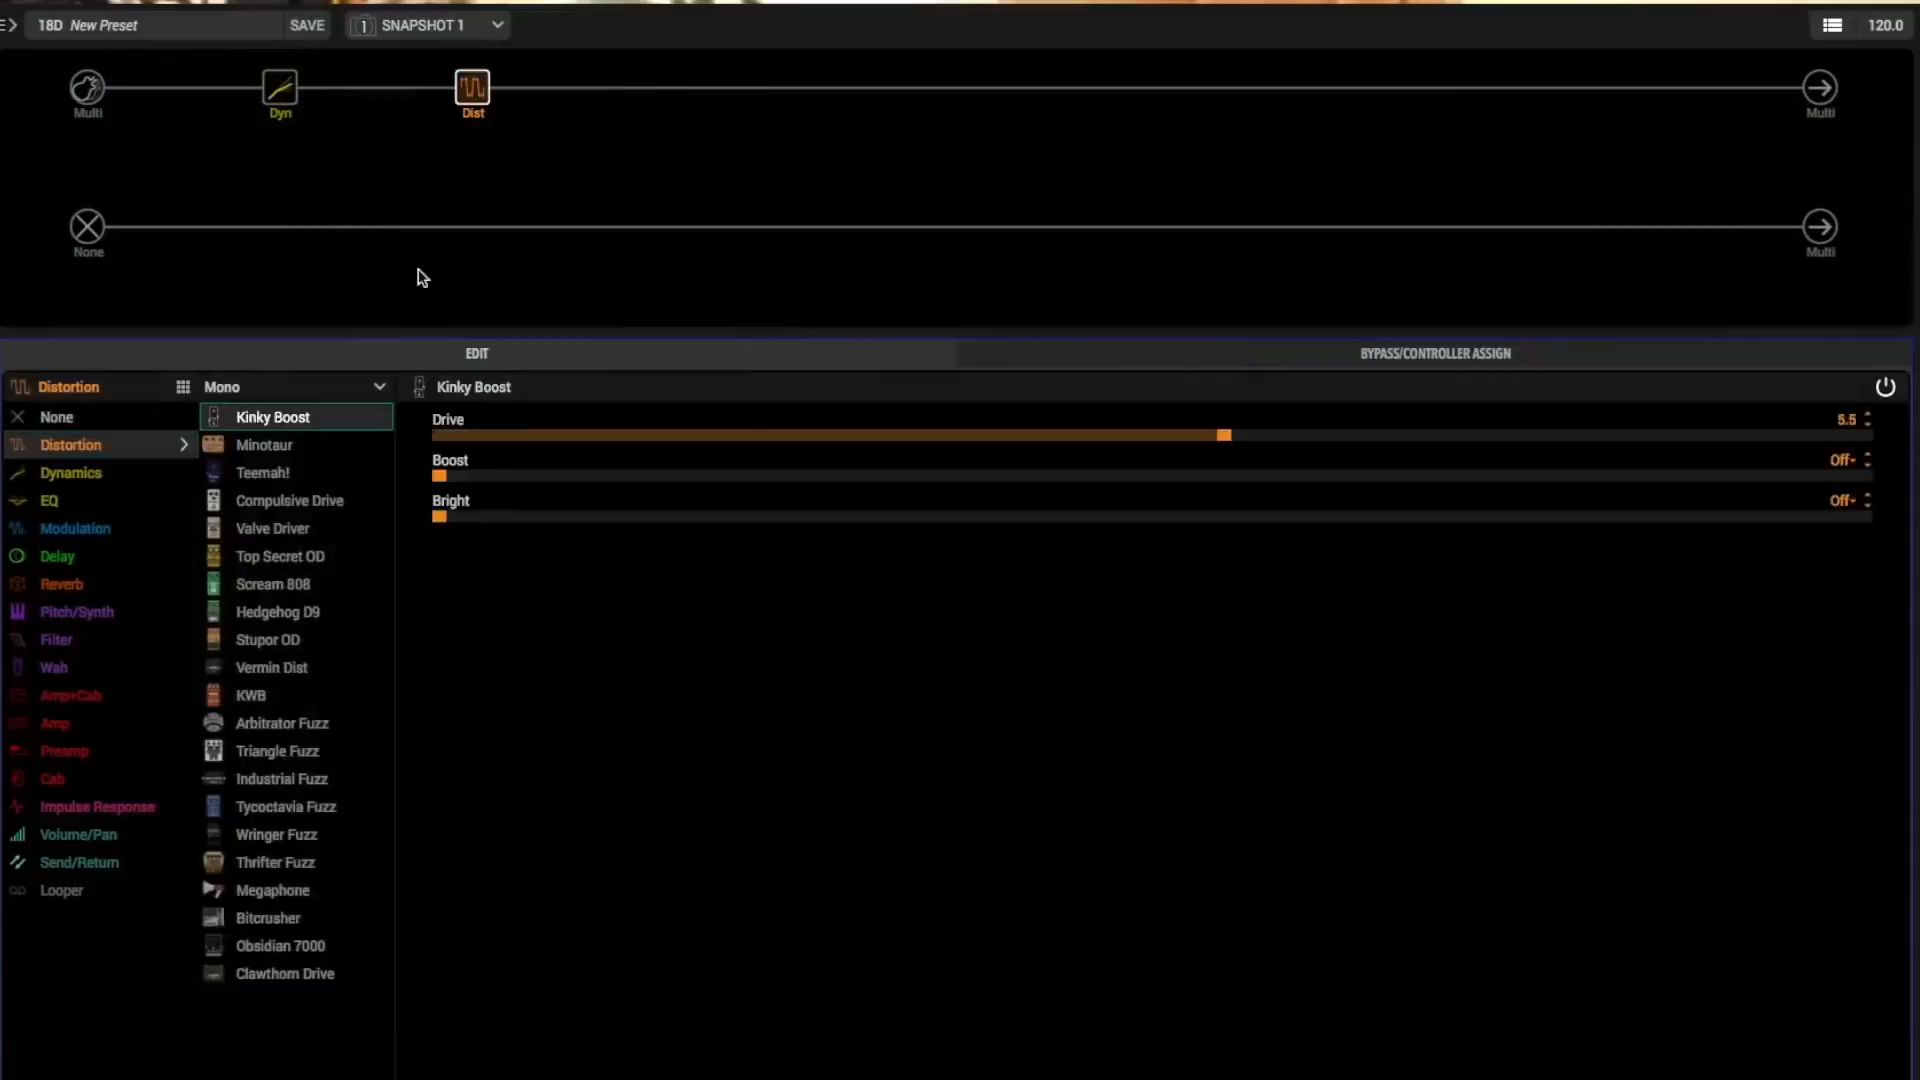 18D New Preset SAVE 1 SNAPSHOT 1 120.0
Multi Dyn Dist Multi
None Multi
EDIT BYPASS/CONTROLLER ASSIGN
Distortion Mono Kinky Boost
None
Distortion
Dynamics
EQ
Modulation
Delay
Reverb
Pitch/Synth
Filter
Wah
Amp+Cab
Amp
Preamp
Cab
Impulse Response
Volume/Pan
Send/Return
Looper
Kinky Boost
Minotaur
Teemah!
Compulsive Drive
Valve Driver
Top Secret OD
Scream 808
Hedgehog D9
Stupor OD
Vermin Dist
KWB
Arbitrator Fuzz
Triangle Fuzz
Industrial Fuzz
Tycoctavia Fuzz
Wringer Fuzz
Thrifter Fuzz
Megaphone
Bitcrusher
Obsidian 7000
Clawthorn Drive
Drive 5.5
Boost Off
Bright Off